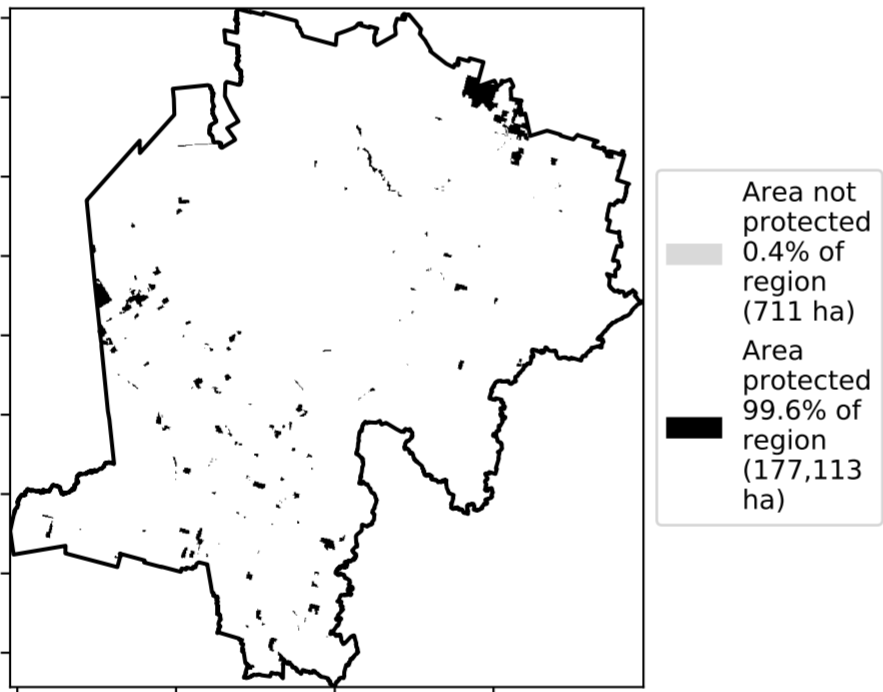 Area not
protected
0.4% of
region
(711 ha)
Area
protected
99.6% of
region
(177,113
ha)